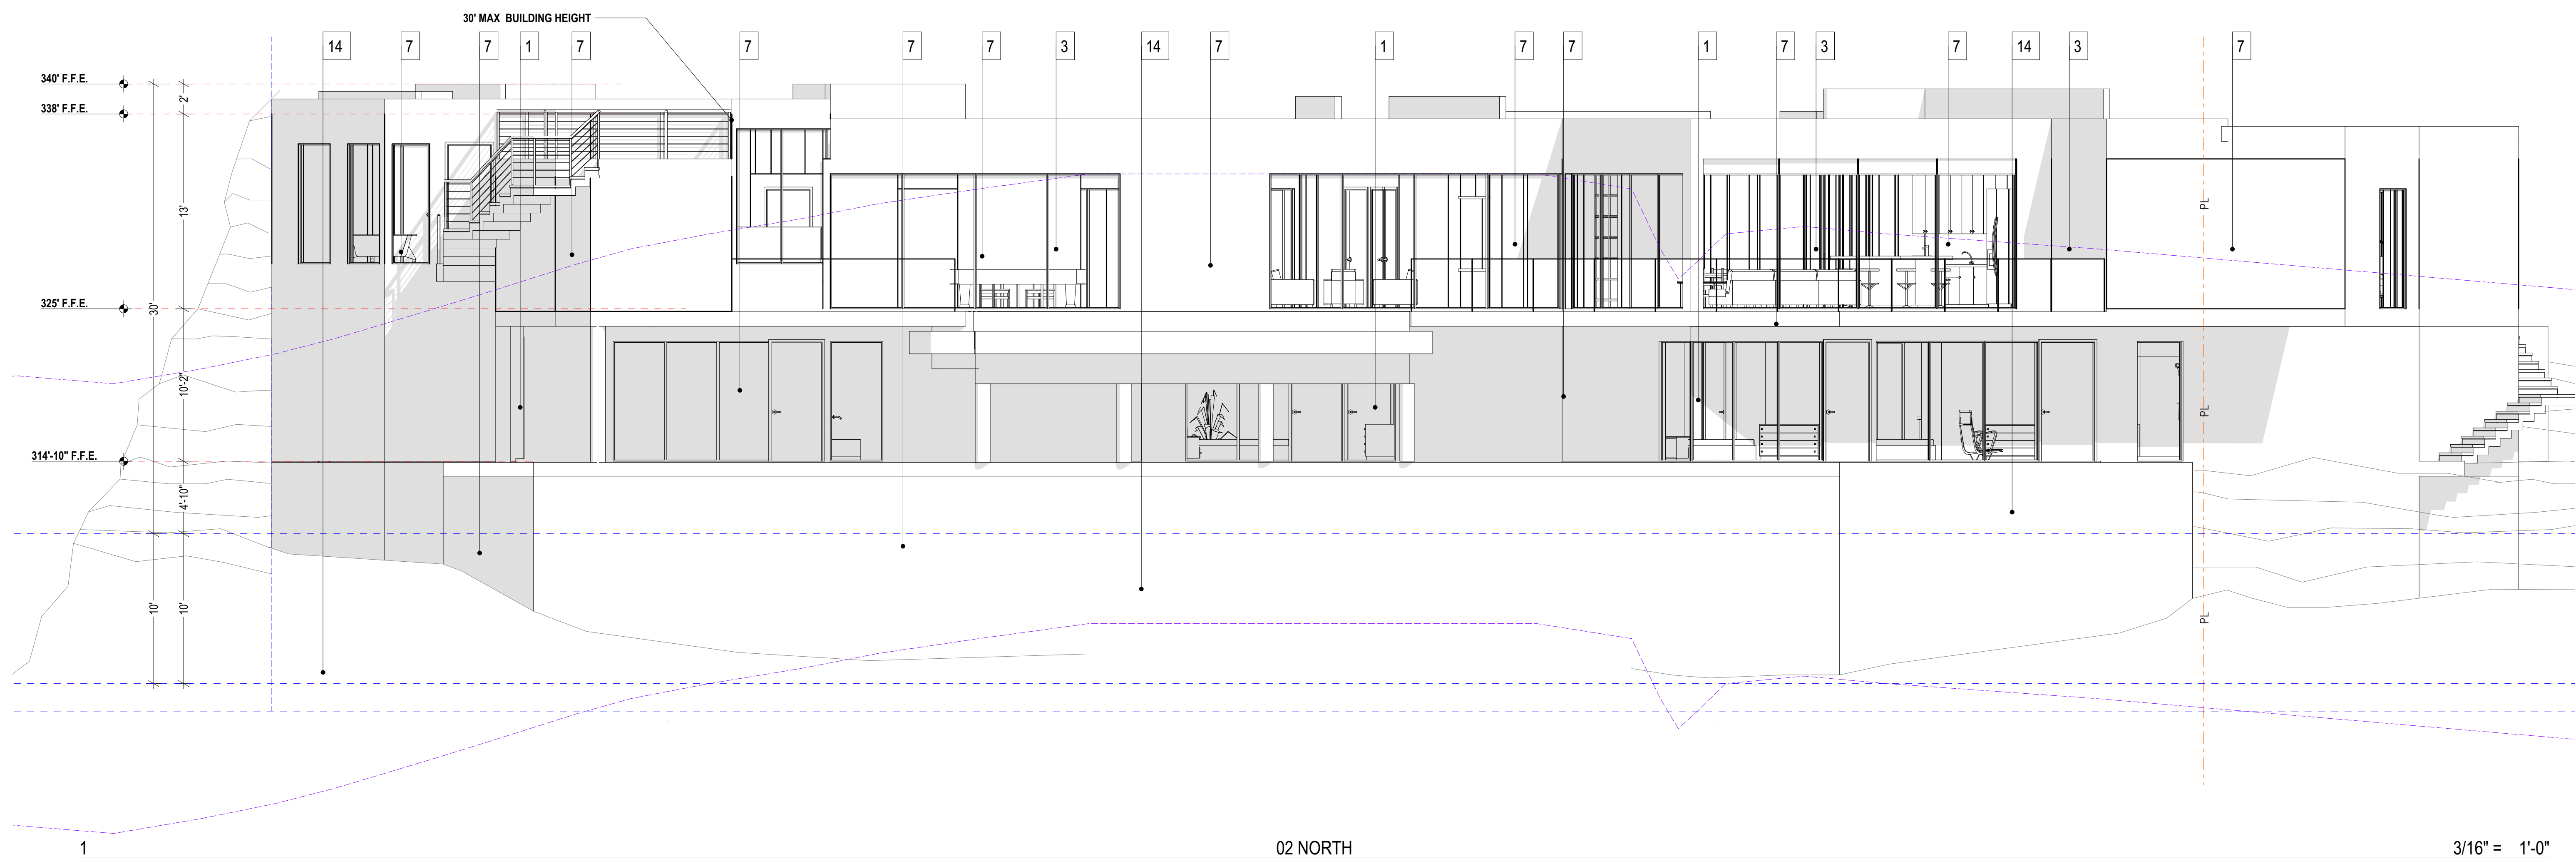 30' MAX BUILDING HEIGHT
14 7 7 1 7 7 7 7 3 14 7 1 7 7 1 7 3 7 14 3 7
340' F.F.E.
2'
338' F.F.E.
13'
PL
325' F.F.E.
30'
10'-2"
PL
314'-10" F.F.E.
4'-10"
10' 10'
PL
1 02 NORTH 3/16" = 1'-0"